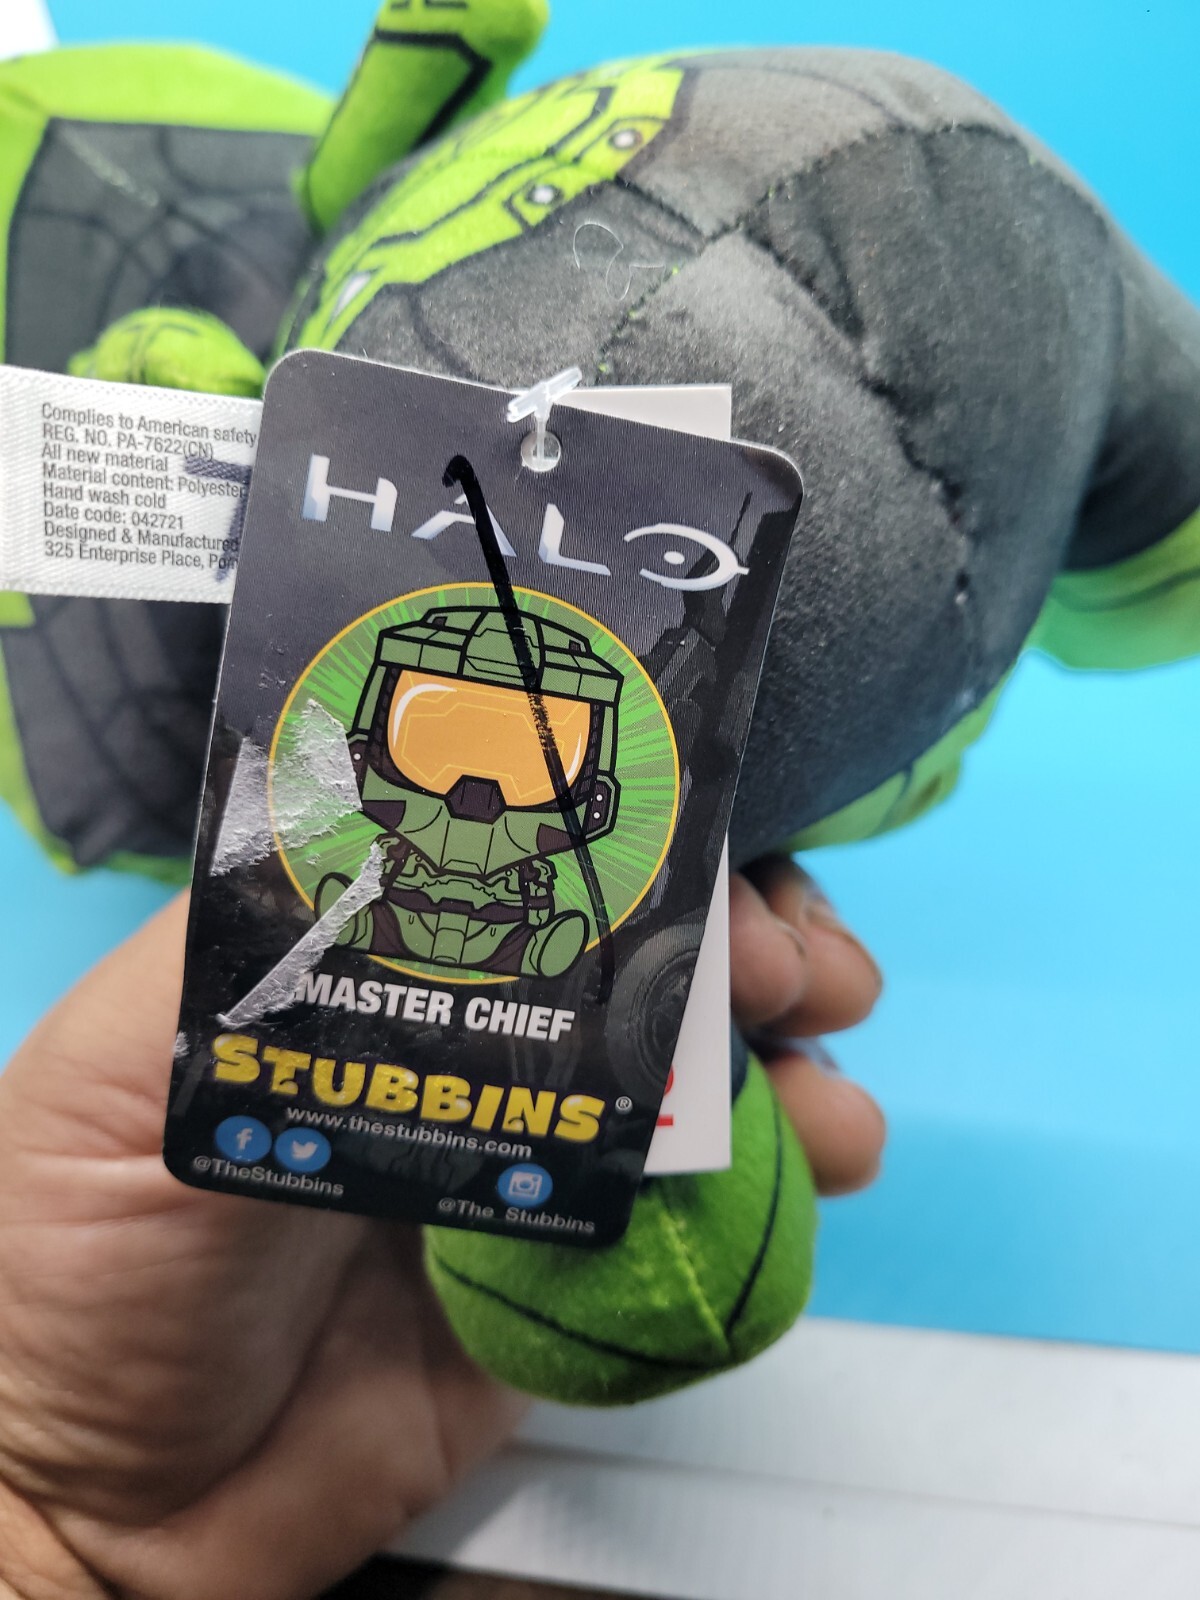 Complies to American safety
REG. NO. PA-7622(CN)
All new material
Material content: Polyester
Hand wash cold
Date code: 042721
Designed & Manufactured
325 Enterprise Place,
HALO
MASTER CHIEF
STUBBINS®
www.thestubbins.com
@TheStubbins
@The_Stubbins